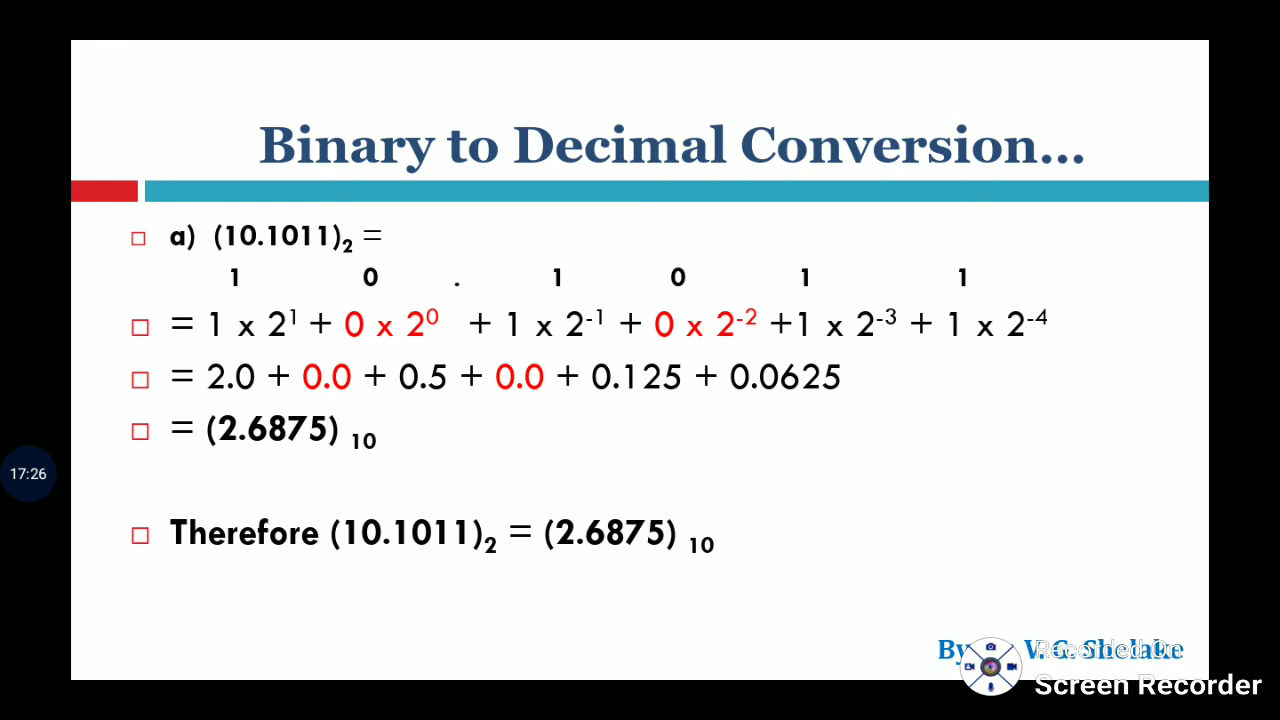 Binary to Decimal Conversion...
a) (10.1011)₂ =
1 0 . 1 0 1 1
= 1 x 2¹ + 0 x 2⁰ + 1 x 2⁻¹ + 0 x 2⁻² +1 x 2⁻³ + 1 x 2⁻⁴
= 2.0 + 0.0 + 0.5 + 0.0 + 0.125 + 0.0625
= (2.6875) ₁₀
17:26
Therefore (10.1011)₂ = (2.6875) ₁₀
By V. G. Shelake
Recorded On
Screen Recorder